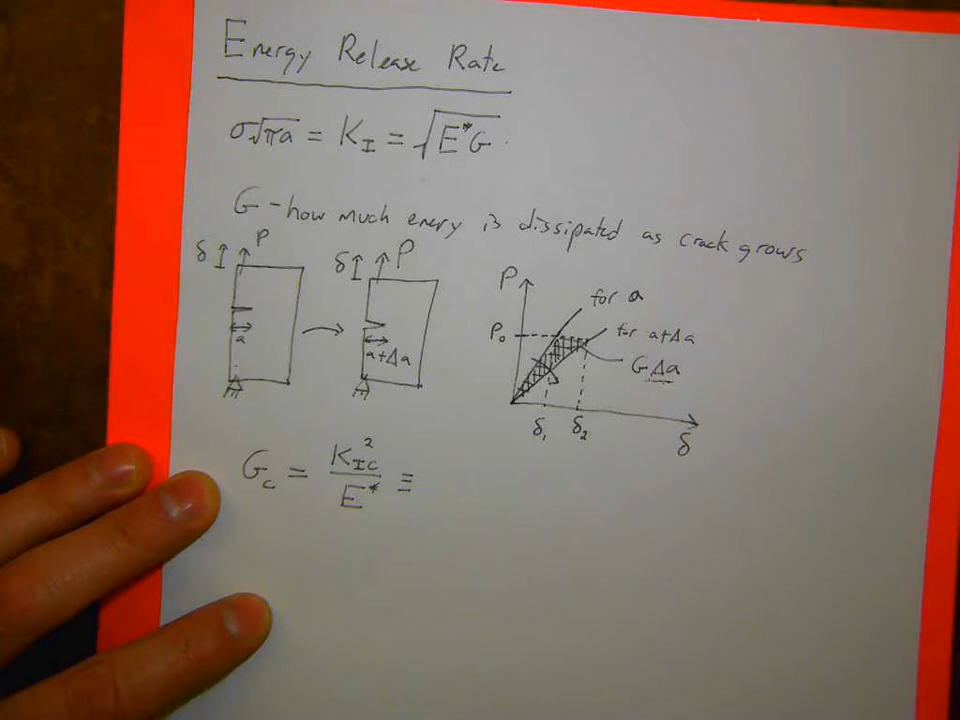 Energy Release Rate
σ√πa = K_I = √E*G
G - how much enery is dissipated as crack grows
δ P
a
δ P
a+Δa
P
for a
P₀
for a+Δa
GΔa
δ₁ δ₂
δ
G_c = K_Ic² / E* ≡